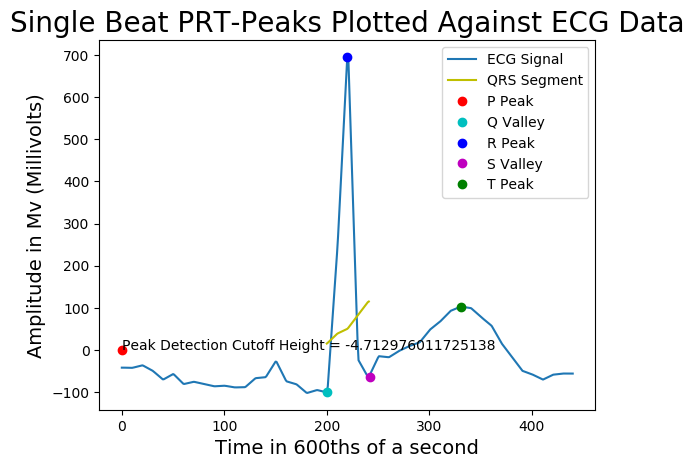 Single Beat PRT-Peaks Plotted Against ECG Data
700
600
500
400
300
200
100
0
−100
Amplitude in Mv (Millivolts)
ECG Signal
QRS Segment
P Peak
Q Valley
R Peak
S Valley
T Peak
Peak Detection Cutoff Height = -4.712976011725138
0
100
200
300
400
Time in 600ths of a second